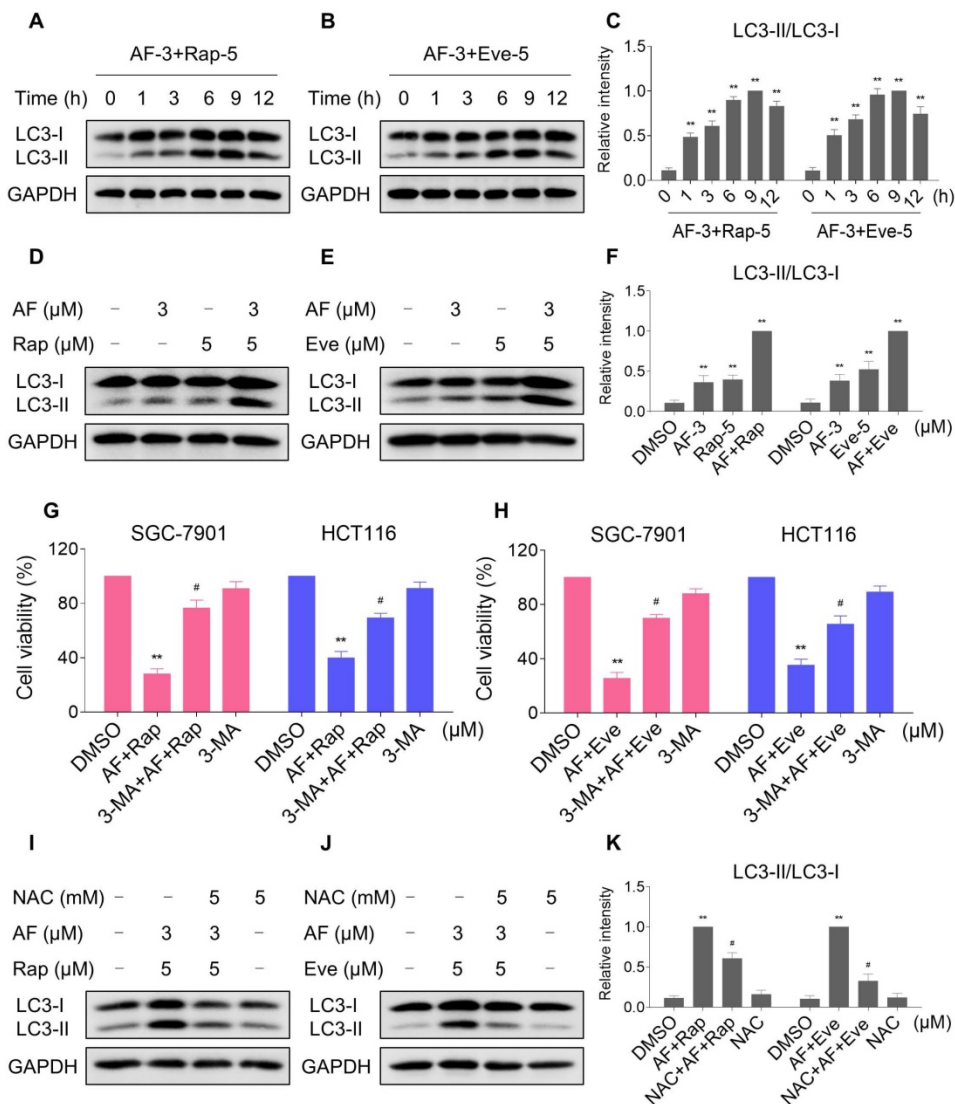 A
AF-3+Rap-5
Time (h) 0 1 3 6 9 12
LC3-I
LC3-II
GAPDH
B
AF-3+Eve-5
Time (h) 0 1 3 6 9 12
LC3-I
LC3-II
GAPDH
C
LC3-II/LC3-I
Relative intensity
1.5
1.0
0.5
0.0
** ** ** ** ** ** ** ** ** **
0 1 3 6 9 12 0 1 3 6 9 12 (h)
AF-3+Rap-5 AF-3+Eve-5
D
AF (μM) – 3 – 3
Rap (μM) – – 5 5
LC3-I
LC3-II
GAPDH
E
AF (μM) – 3 – 3
Eve (μM) – – 5 5
LC3-I
LC3-II
GAPDH
F
LC3-II/LC3-I
Relative intensity
1.5
1.0
0.5
0.0
** ** ** ** ** **
DMSO AF-3 Rap-5 AF+Rap DMSO AF-3 Eve-5 AF+Eve (μM)
G
SGC-7901 HCT116
Cell viability (%)
120
80
40
0
** # ** #
DMSO AF+Rap 3-MA+AF+Rap 3-MA DMSO AF+Rap 3-MA+AF+Rap 3-MA (μM)
H
SGC-7901 HCT116
Cell viability (%)
120
80
40
0
** # ** #
DMSO AF+Eve 3-MA+AF+Eve 3-MA DMSO AF+Eve 3-MA+AF+Eve 3-MA (μM)
I
NAC (mM) – – 5 5
AF (μM) – 3 3 –
Rap (μM) – 5 5 –
LC3-I
LC3-II
GAPDH
J
NAC (mM) – – 5 5
AF (μM) – 3 3 –
Eve (μM) – 5 5 –
LC3-I
LC3-II
GAPDH
K
LC3-II/LC3-I
Relative intensity
1.5
1.0
0.5
0.0
** # ** #
DMSO AF+Rap NAC+AF+Rap NAC DMSO AF+Eve NAC+AF+Eve NAC (μM)